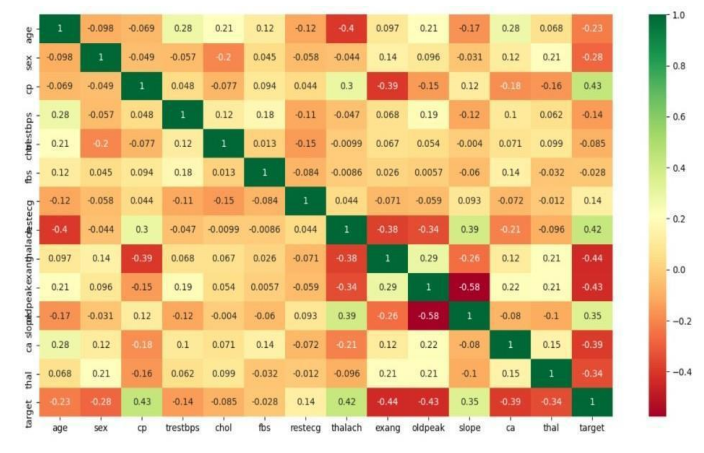 age 1 -0.098 -0.069 0.28 0.21 0.12 -0.12 -0.4 0.097 0.21 -0.17 0.28 0.068 -0.23
sex -0.098 1 -0.049 -0.057 -0.2 0.045 -0.058 -0.044 0.14 0.096 -0.031 0.12 0.21 -0.28
cp -0.069 -0.049 1 0.048 -0.077 0.094 0.044 0.3 -0.39 -0.15 0.12 -0.18 -0.16 0.43
trestbps 0.28 -0.057 0.048 1 0.12 0.18 -0.11 -0.047 0.068 0.19 -0.12 0.1 0.062 -0.14
chol 0.21 -0.2 -0.077 0.12 1 0.013 -0.15 -0.0099 0.067 0.054 -0.004 0.071 0.099 -0.085
fbs 0.12 0.045 0.094 0.18 0.013 1 -0.084 -0.0086 0.026 0.0057 -0.06 0.14 -0.032 -0.028
restecg -0.12 -0.058 0.044 -0.11 -0.15 -0.084 1 0.044 -0.071 -0.059 0.093 -0.072 -0.012 0.14
thalach -0.4 -0.044 0.3 -0.047 -0.0099 -0.0086 0.044 1 -0.38 -0.34 0.39 -0.21 -0.096 0.42
exang 0.097 0.14 -0.39 0.068 0.067 0.026 -0.071 -0.38 1 0.29 -0.26 0.12 0.21 -0.44
oldpeak 0.21 0.096 -0.15 0.19 0.054 0.0057 -0.059 -0.34 0.29 1 -0.58 0.22 0.21 -0.43
slope -0.17 -0.031 0.12 -0.12 -0.004 -0.06 0.093 0.39 -0.26 -0.58 1 -0.08 -0.1 0.35
ca 0.28 0.12 -0.18 0.1 0.071 0.14 -0.072 -0.21 0.12 0.22 -0.08 1 0.15 -0.39
thal 0.068 0.21 -0.16 0.062 0.099 -0.032 -0.012 -0.096 0.21 0.21 -0.1 0.15 1 -0.34
target -0.23 -0.28 0.43 -0.14 -0.085 -0.028 0.14 0.42 -0.44 -0.43 0.35 -0.39 -0.34 1
age sex cp trestbps chol fbs restecg thalach exang oldpeak slope ca thal target
1.0
0.8
0.6
0.4
0.2
0.0
−0.2
−0.4